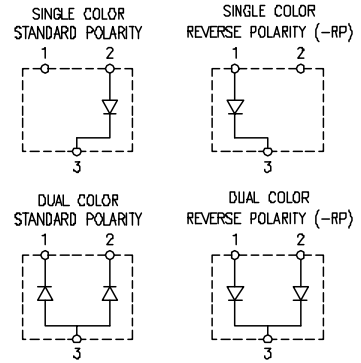 SINGLE COLOR
STANDARD POLARITY
1 2
3
SINGLE COLOR
REVERSE POLARITY (-RP)
1 2
3
DUAL COLOR
STANDARD POLARITY
1 2
3
DUAL COLOR
REVERSE POLARITY (-RP)
1 2
3